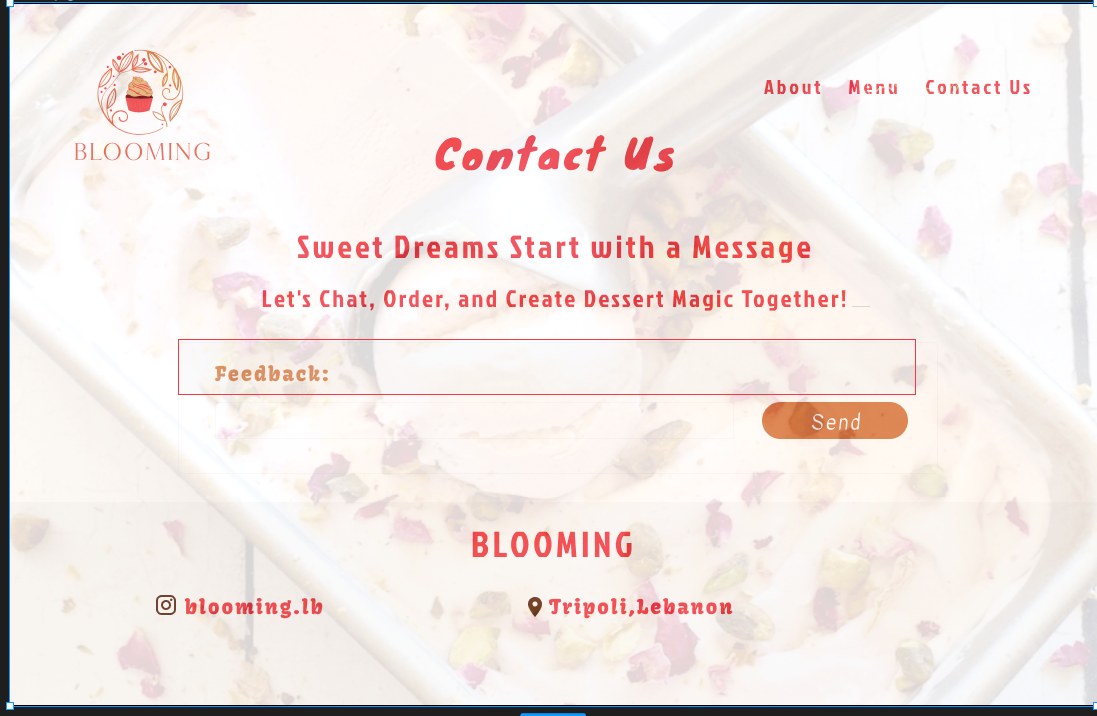 BLOOMING
About Menu Contact Us
Contact Us
Sweet Dreams Start with a Message
Let's Chat, Order, and Create Dessert Magic Together!
Feedback:
Send
BLOOMING
blooming.lb
Tripoli,Lebanon